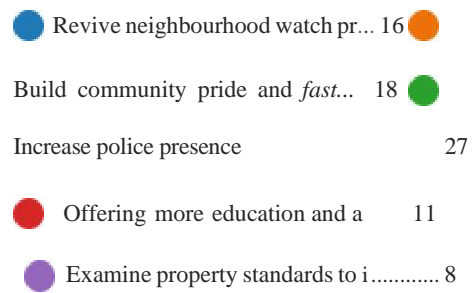 Revive neighbourhood watch pr... 16
Build community pride and fast... 18
Increase police presence 27
Offering more education and a 11
Examine property standards to i............ 8